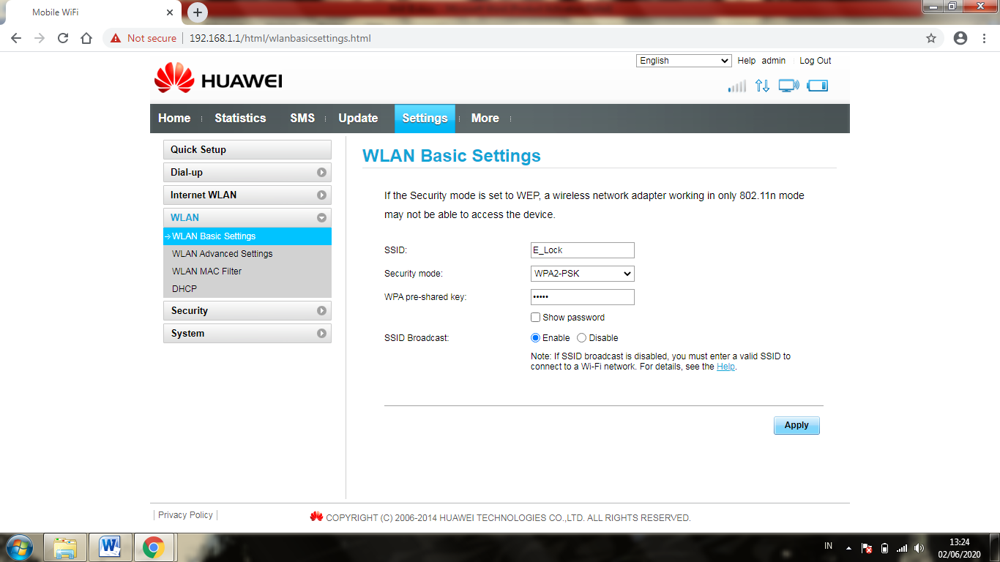 Mobile WiFi
Not secure
192.168.1.1/html/wlanbasicsettings.html
English
Help
admin
Log Out
HUAWEI
Home
Statistics
SMS
Update
Settings
More
Quick Setup
Dial-up
Internet WLAN
WLAN
WLAN Basic Settings
WLAN Advanced Settings
WLAN MAC Filter
DHCP
Security
System
WLAN Basic Settings
If the Security mode is set to WEP, a wireless network adapter working in only 802.11n mode
may not be able to access the device.
SSID:
E_Lock
Security mode:
WPA2-PSK
WPA pre-shared key:
•••••
Show password
SSID Broadcast:
Enable
Disable
Note: If SSID broadcast is disabled, you must enter a valid SSID to
connect to a Wi-Fi network. For details, see the Help.
Apply
Privacy Policy
COPYRIGHT (C) 2006-2014 HUAWEI TECHNOLOGIES CO.,LTD. ALL RIGHTS RESERVED.
IN
13:24
02/06/2020